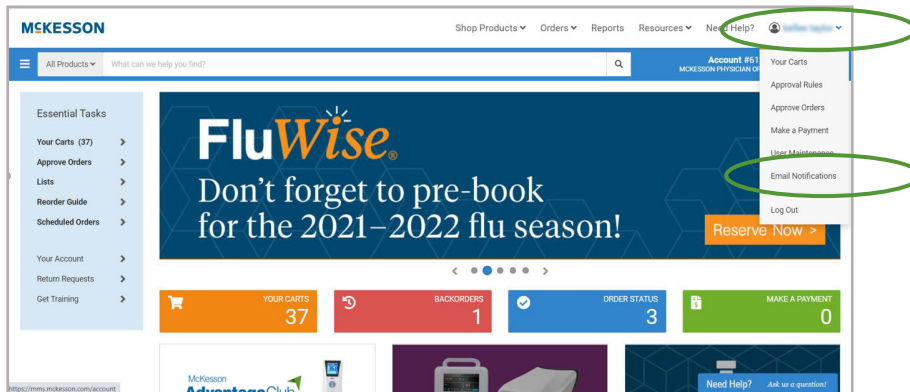 MCKESSON
Shop Products Orders Reports Resources Need Help?
All Products What can we help you find?
Account #61
MCKESSON PHYSICIAN OF
Your Carts
Approval Rules
Approve Orders
Make a Payment
User Maintenance
Email Notifications
Log Out
Essential Tasks
Your Carts (37)
Approve Orders
Lists
Reorder Guide
Scheduled Orders
Your Account
Return Requests
Get Training
FluWise®
Don't forget to pre-book
for the 2021–2022 flu season!
Reserve Now >
YOUR CARTS
37
BACKORDERS
1
ORDER STATUS
3
MAKE A PAYMENT
0
McKesson
AdvantageClub
Need Help? Ask us a question!
https://mms.mckesson.com/account